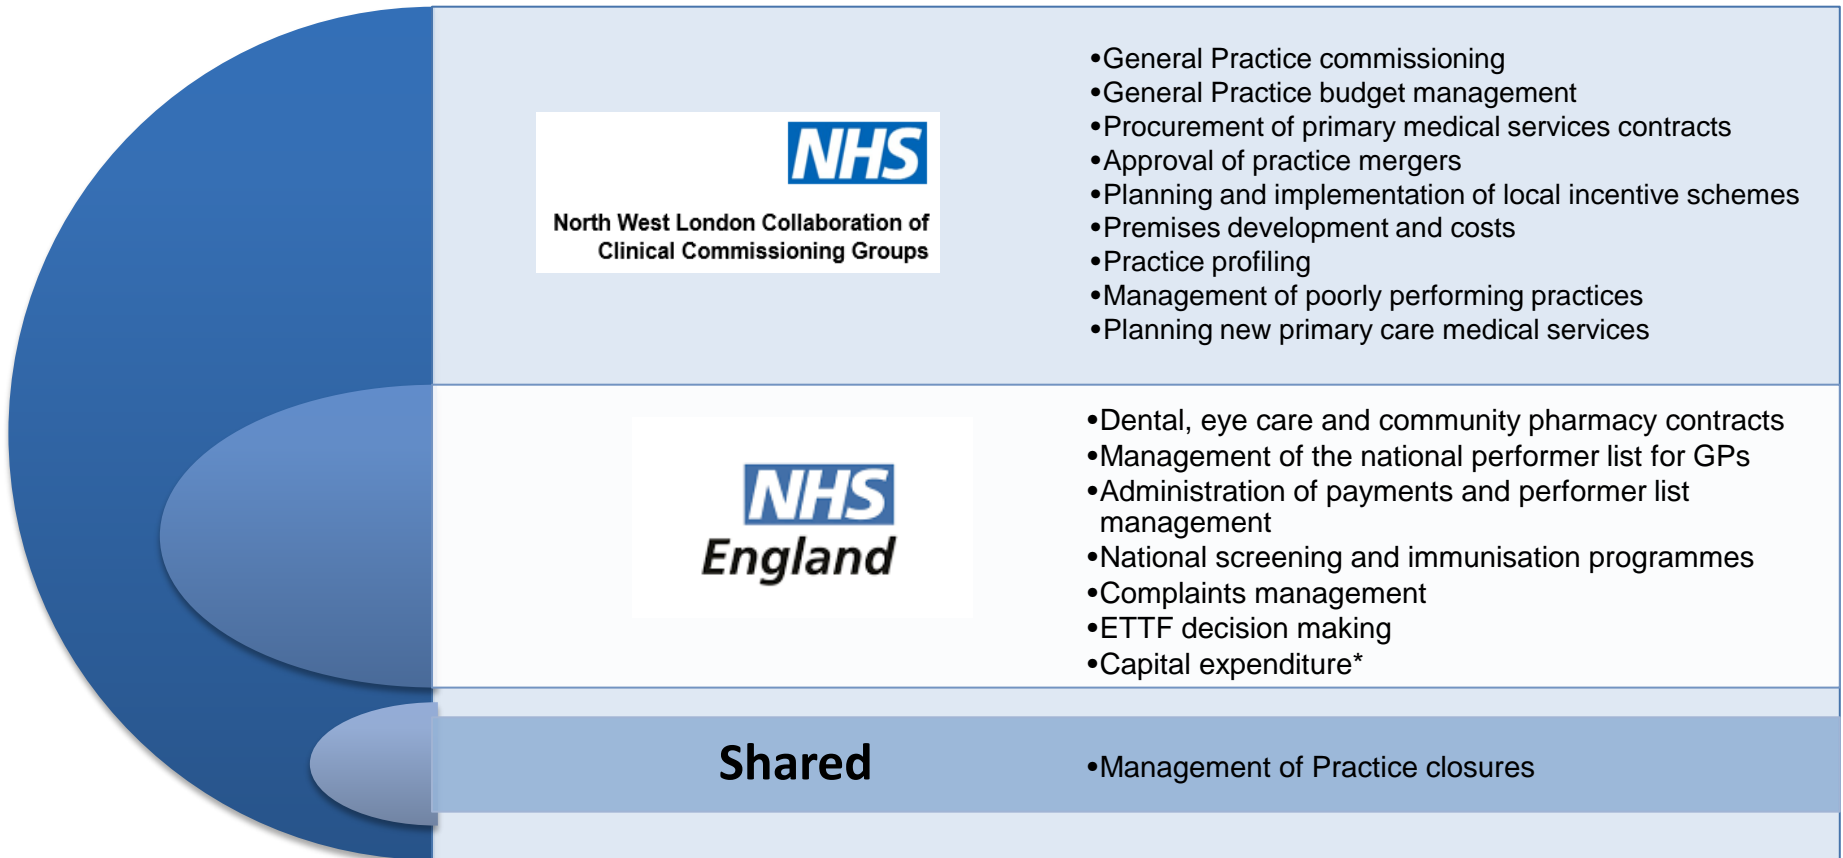 NHS
North West London Collaboration of
Clinical Commissioning Groups
•General Practice commissioning
•General Practice budget management
•Procurement of primary medical services contracts
•Approval of practice mergers
•Planning and implementation of local incentive schemes
•Premises development and costs
•Practice profiling
•Management of poorly performing practices
•Planning new primary care medical services
NHS
England
•Dental, eye care and community pharmacy contracts
•Management of the national performer list for GPs
•Administration of payments and performer list
management
•National screening and immunisation programmes
•Complaints management
•ETTF decision making
•Capital expenditure*
Shared
•Management of Practice closures